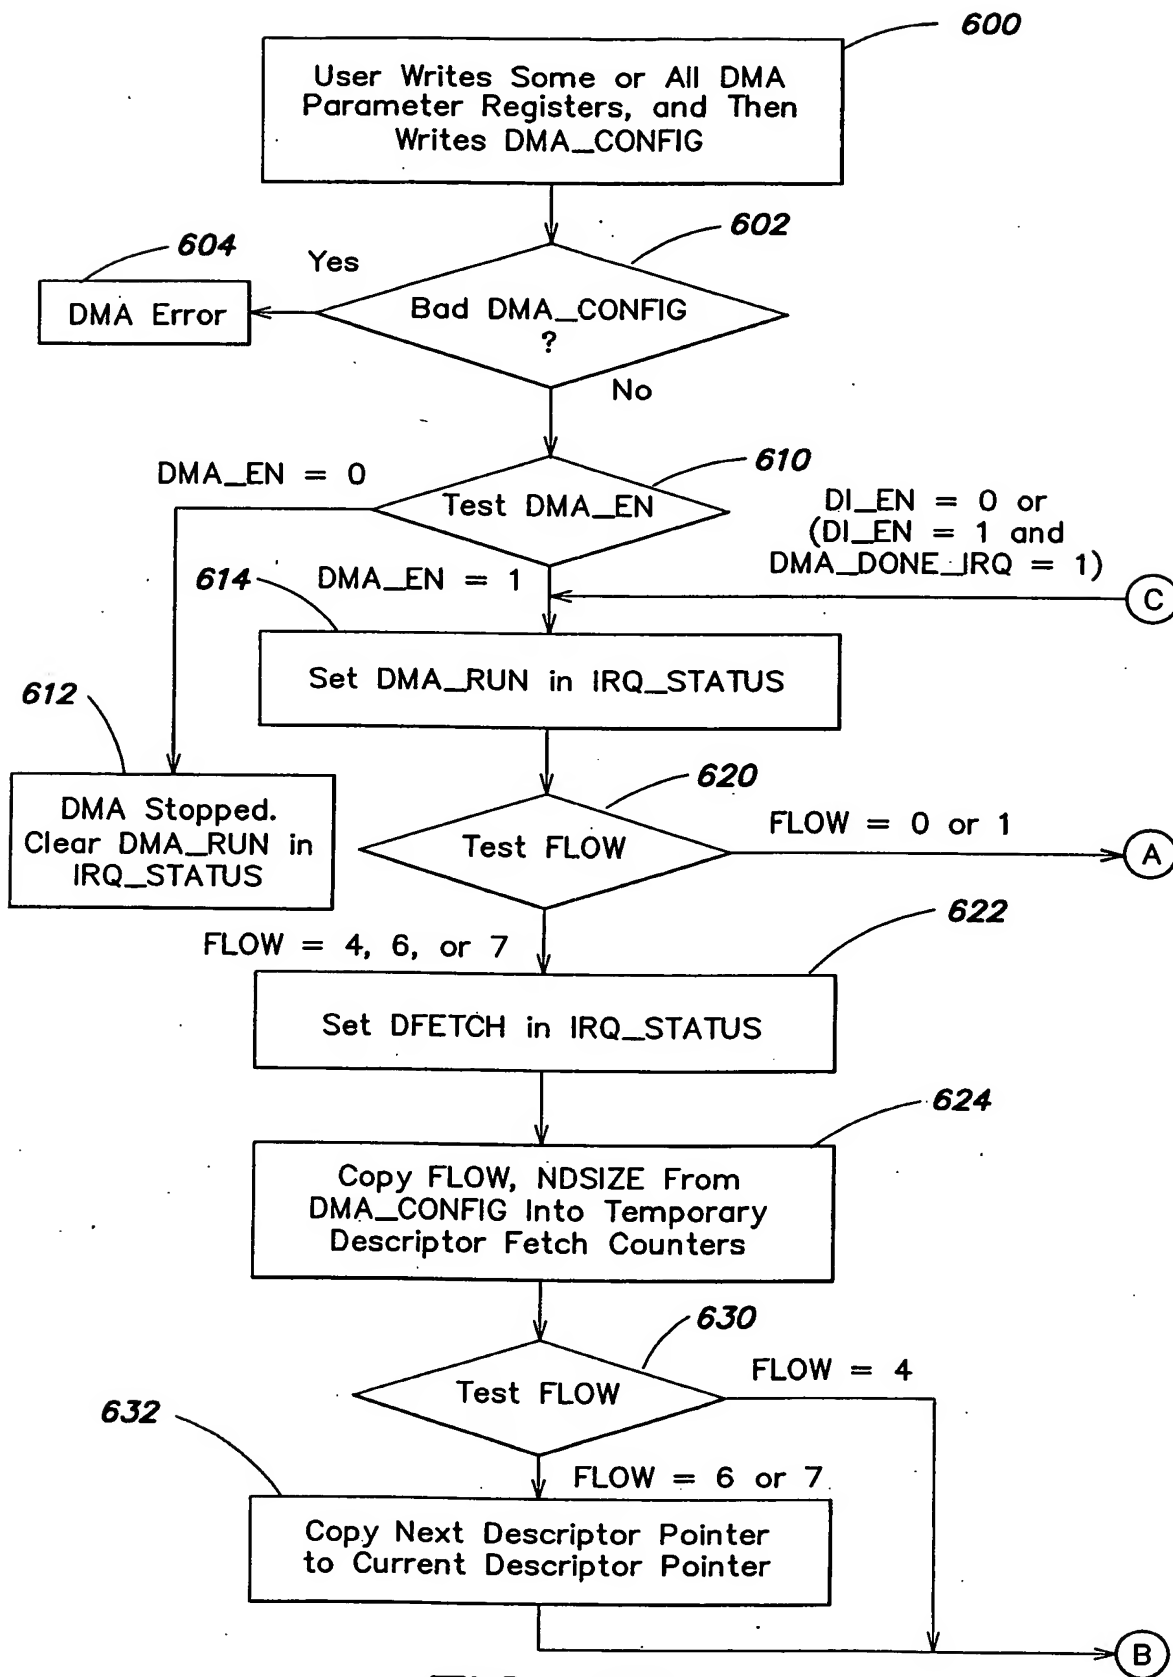 600
User Writes Some or All DMA
Parameter Registers, and Then
Writes DMA_CONFIG
602
604
Yes
DMA Error
Bad DMA_CONFIG
?
No
DMA_EN = 0
610
Test DMA_EN
DI_EN = 0 or
(DI_EN = 1 and
DMA_DONE_IRQ = 1)
614
DMA_EN = 1
C
Set DMA_RUN in IRQ_STATUS
612
620
DMA Stopped.
Clear DMA_RUN in
IRQ_STATUS
Test FLOW
FLOW = 0 or 1
A
622
FLOW = 4, 6, or 7
Set DFETCH in IRQ_STATUS
624
Copy FLOW, NDSIZE From
DMA_CONFIG Into Temporary
Descriptor Fetch Counters
630
Test FLOW
FLOW = 4
632
FLOW = 6 or 7
Copy Next Descriptor Pointer
to Current Descriptor Pointer
B